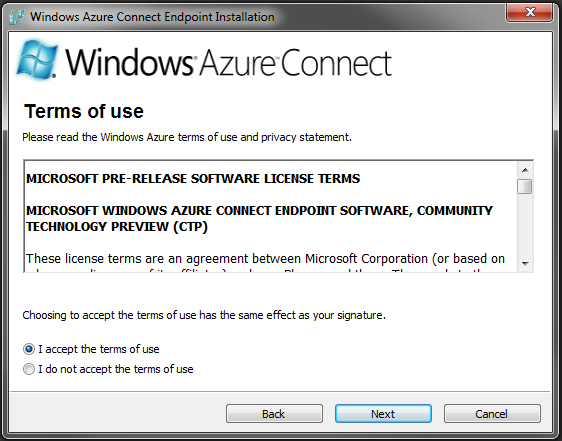 Windows Azure Connect Endpoint Installation
Windows Azure Connect
Terms of use
Please read the Windows Azure terms of use and privacy statement.
MICROSOFT PRE-RELEASE SOFTWARE LICENSE TERMS
MICROSOFT WINDOWS AZURE CONNECT ENDPOINT SOFTWARE, COMMUNITY
TECHNOLOGY PREVIEW (CTP)
These license terms are an agreement between Microsoft Corporation (or based on
Choosing to accept the terms of use has the same effect as your signature.
I accept the terms of use
I do not accept the terms of use
Back
Next
Cancel